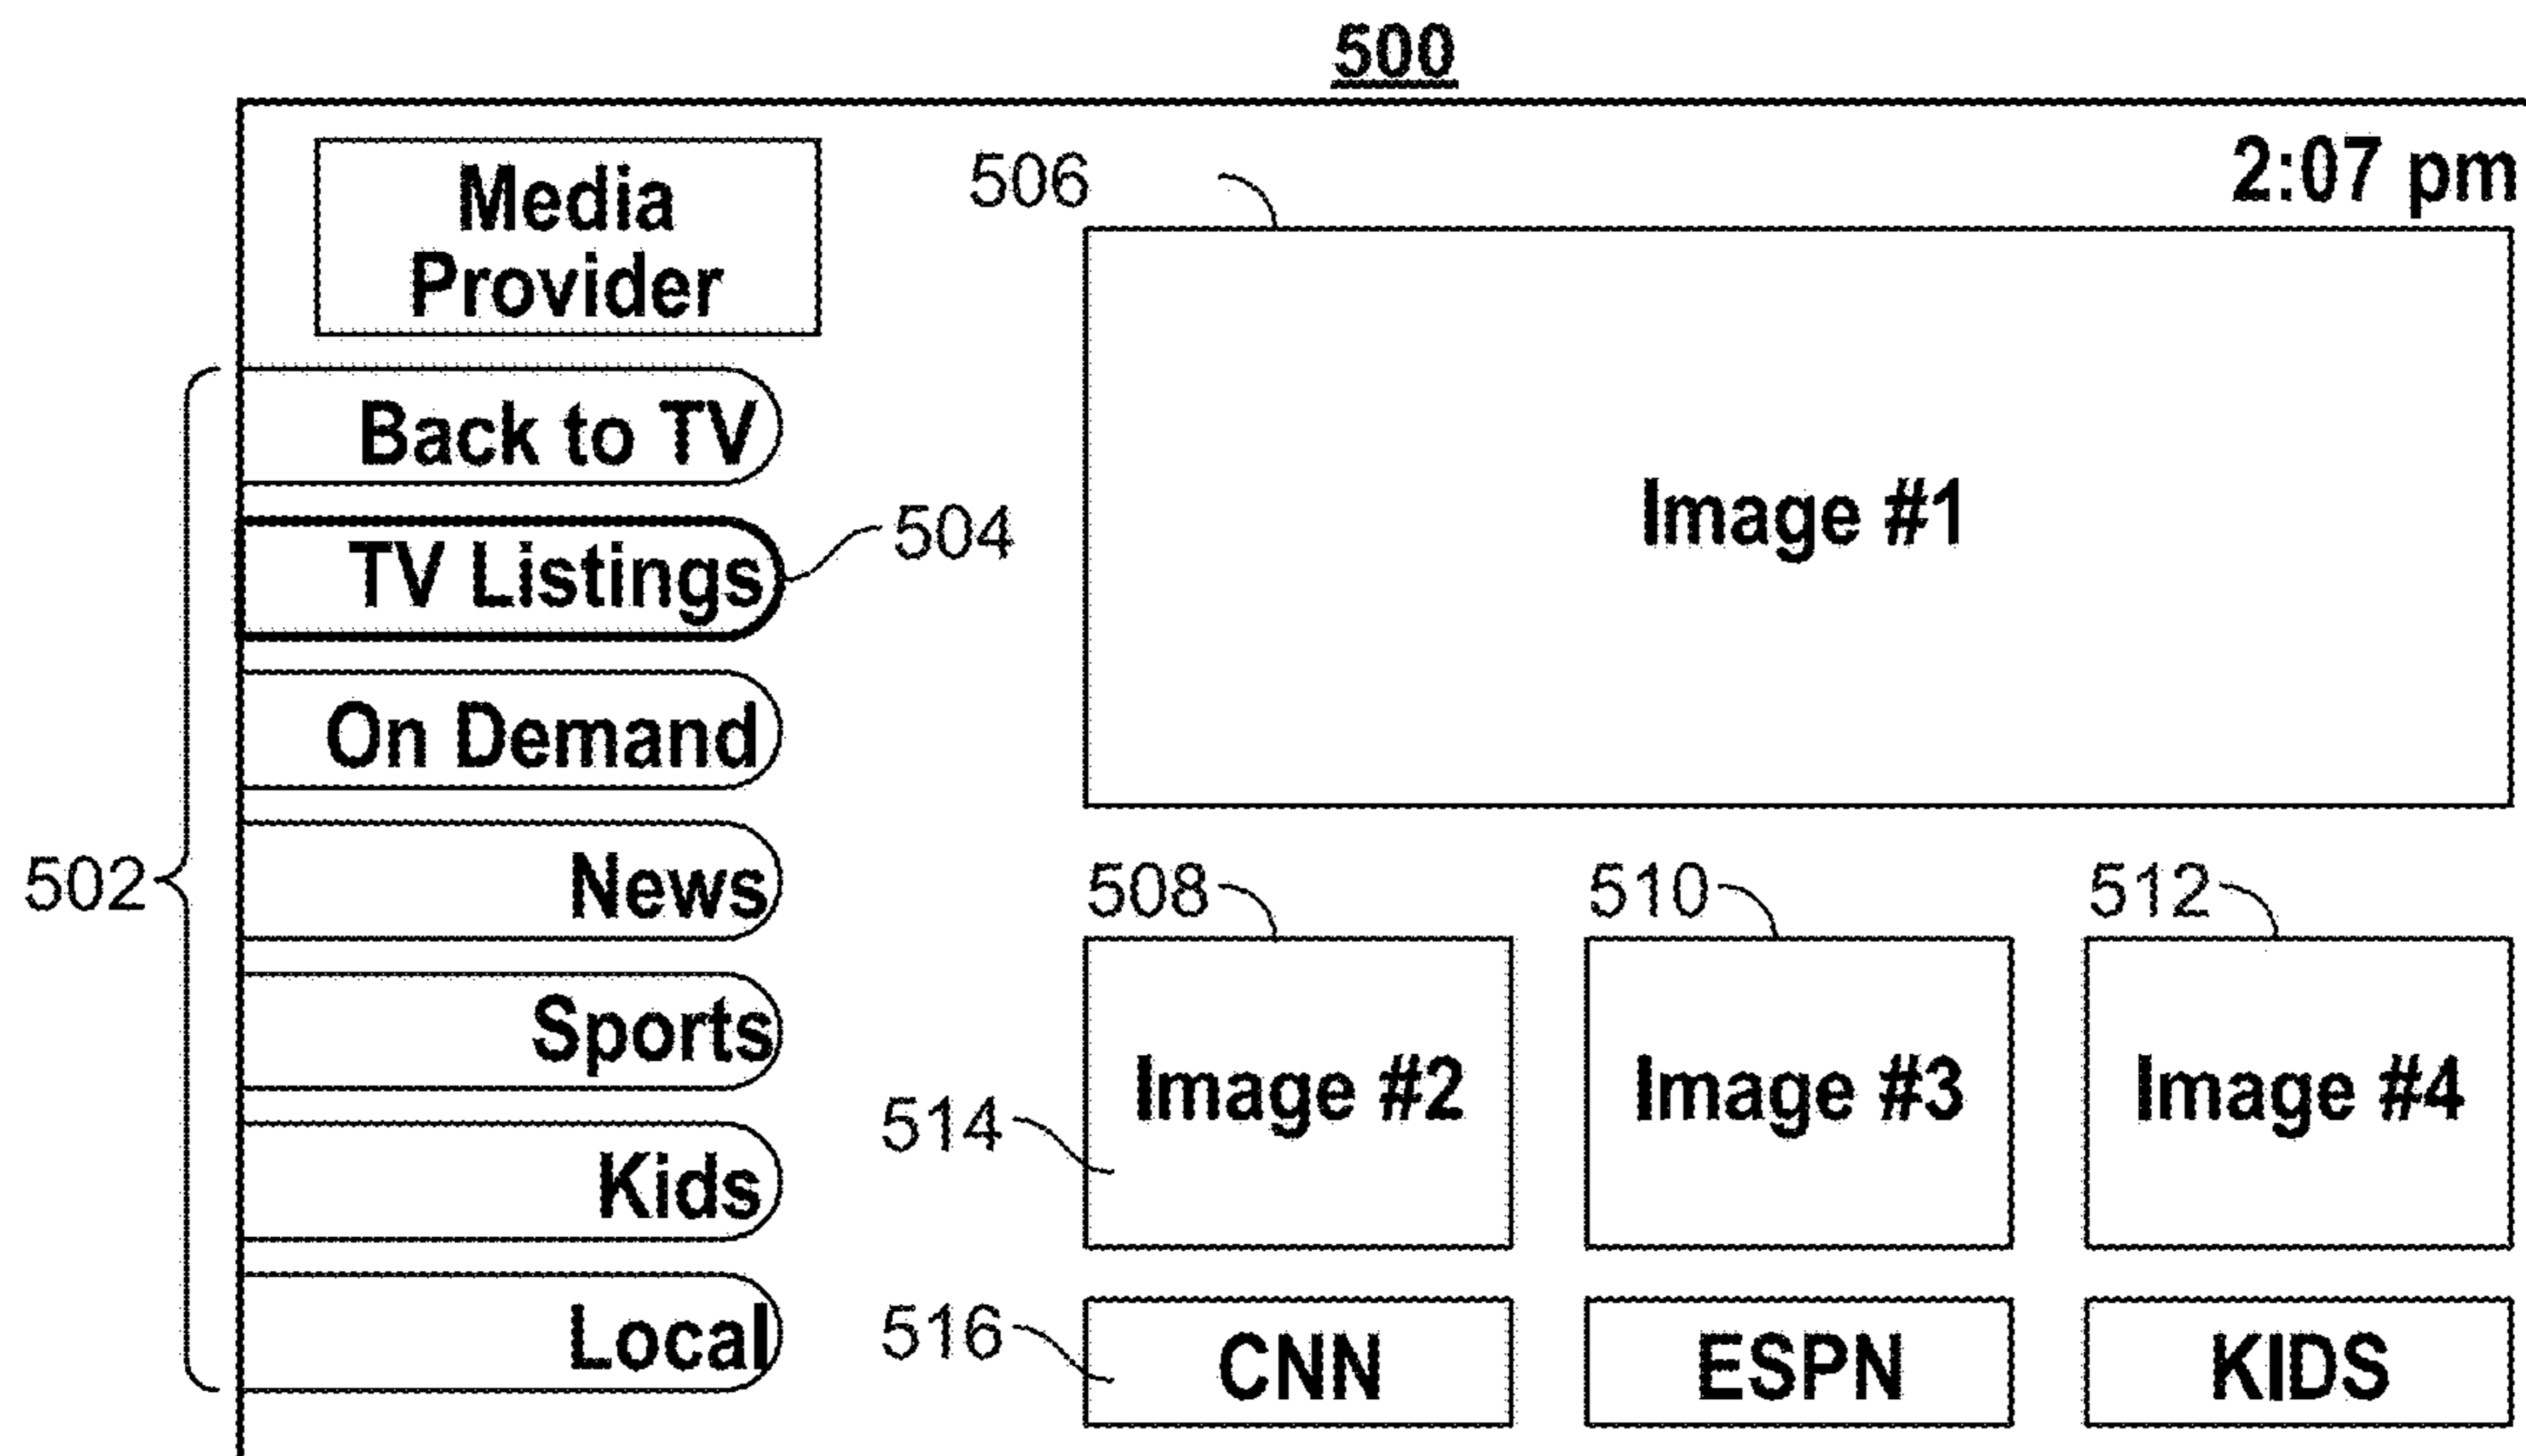 500
Media
Provider
506
2:07 pm
Back to TV
Image #1
TV Listings
504
On Demand
502
News
508
510
512
Sports
Image #2
Image #3
Image #4
514
Kids
Local
516
CNN
ESPN
KIDS